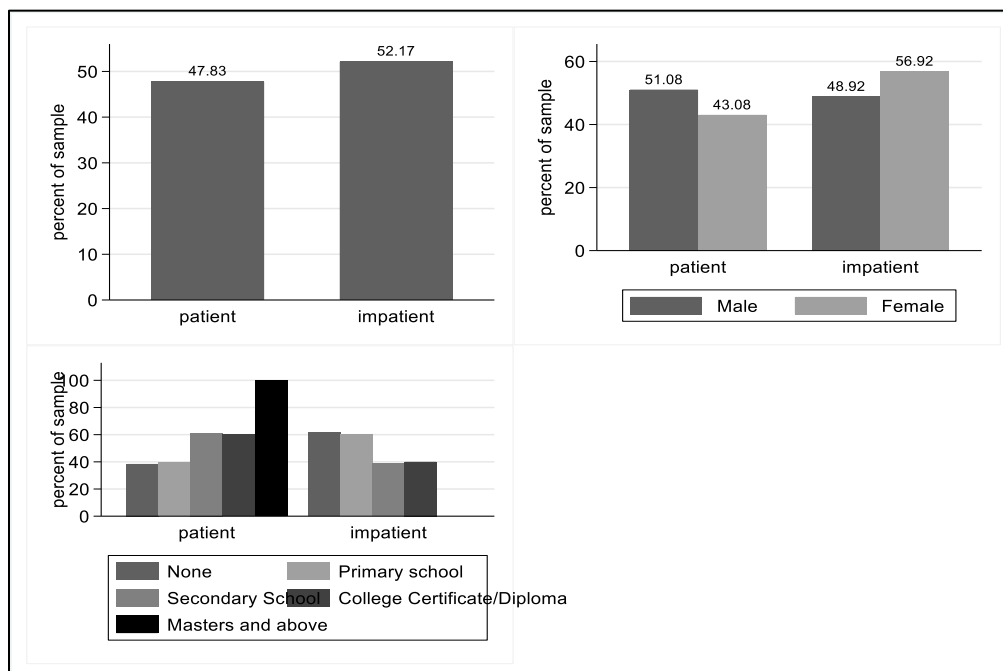 percent of sample
50
40
30
20
10
0
47.83
52.17
patient impatient
percent of sample
60
40
20
0
51.08
43.08
48.92
56.92
patient impatient
Male Female
percent of sample
100
80
60
40
20
0
patient impatient
None Primary school
Secondary School College Certificate/Diploma
Masters and above